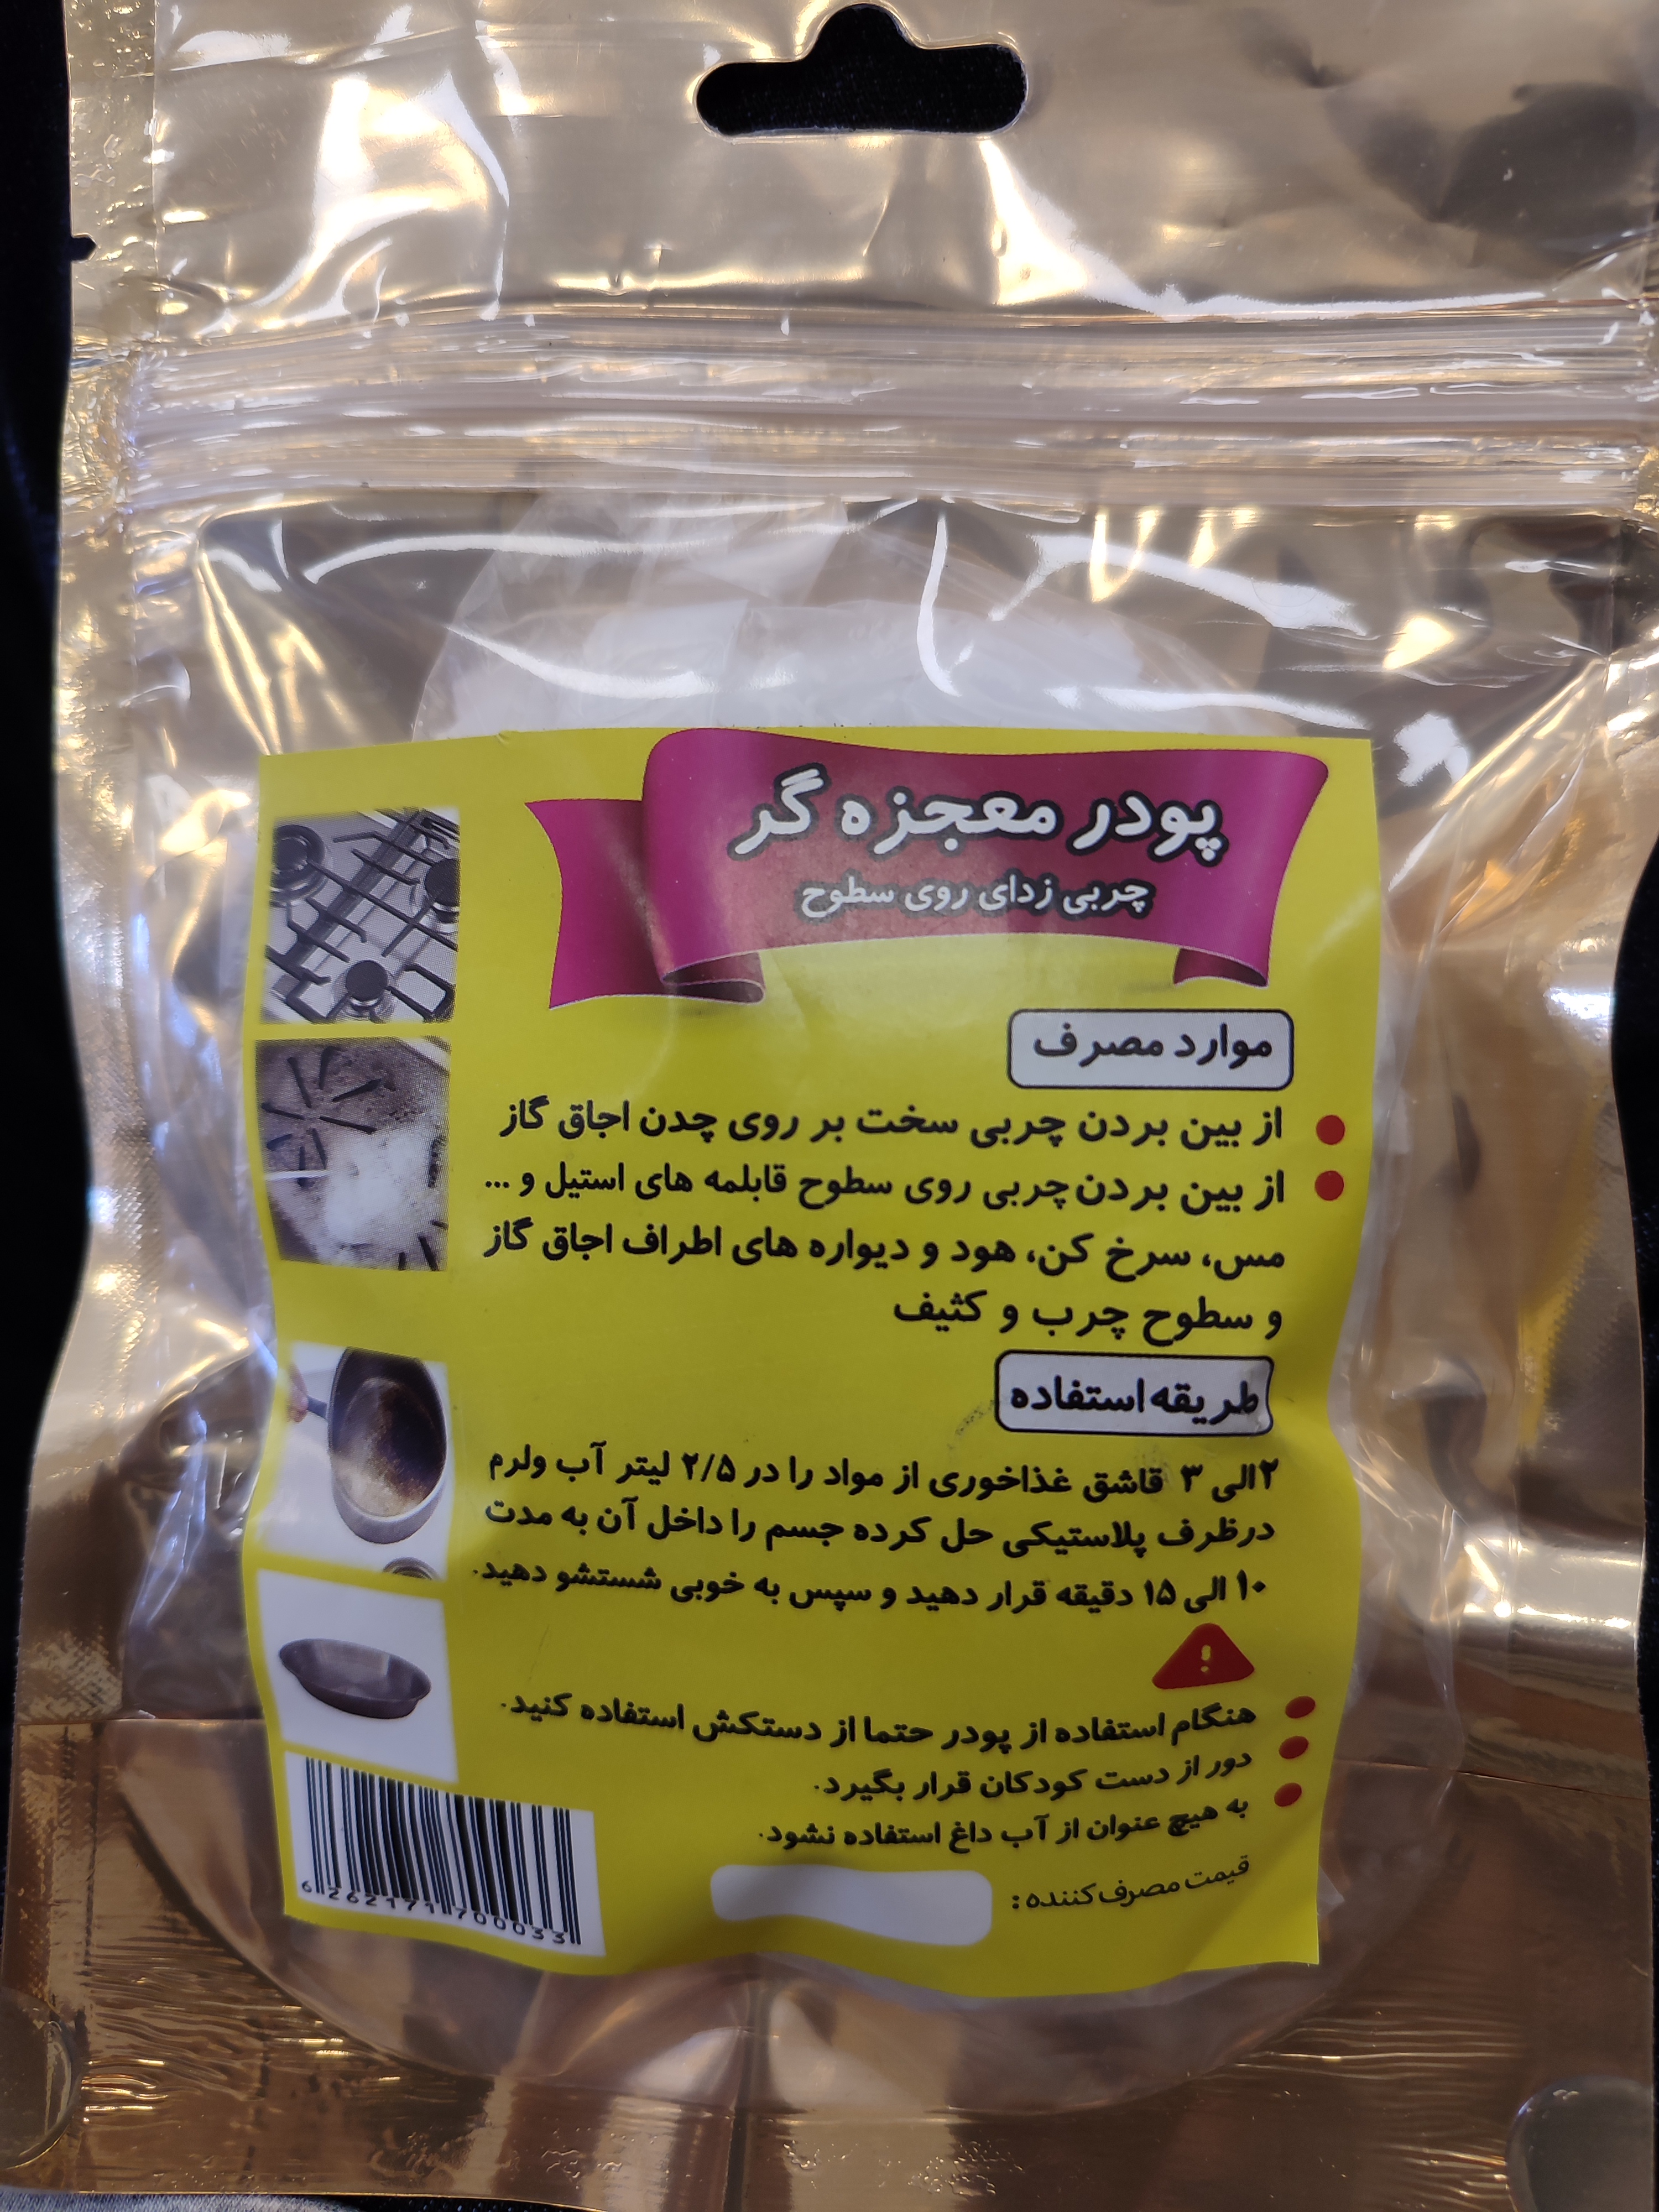 پودر معجزه گر
چربی زدای روی سطوح
موارد مصرف
از بین بردن چربی سخت بر روی چدن اجاق گاز
از بین بردن چربی روی سطوح قابلمه های استیل و ...
مس، سرخ کن، هود و دیواره های اطراف اجاق گاز
و سطوح چرب و کثیف
طریقه استفاده
۲الی ۳ قاشق غذاخوری از مواد را در ۲/۵ لیتر آب ولرم
درظرف پلاستیکی حل کرده جسم را داخل آن به مدت
۱۰ الی ۱۵ دقیقه قرار دهید و سپس به خوبی شستشو دهید.
!
هنگام استفاده از پودر حتما از دستکش استفاده کنید.
دور از دست کودکان قرار بگیرد.
به هیچ عنوان از آب داغ استفاده نشود.
قیمت مصرف کننده :
6 262171 700033